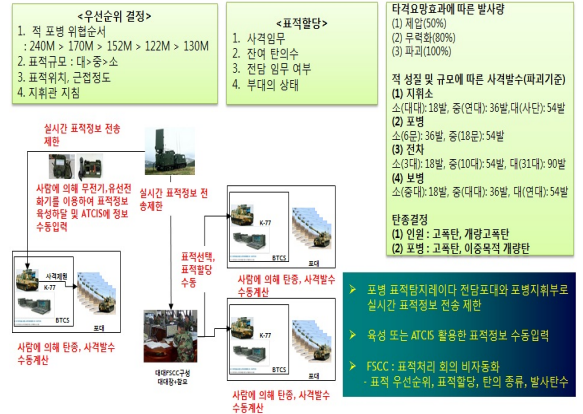 <우선순위 결정>
1. 적 포병 위협순서
: 240M > 170M > 152M > 122M > 130M
2. 표적규모 : 대>중>소
3. 표적위치, 근접정도
4. 지휘관 지침
<표적할당>
1. 사격임무
2. 잔여 탄의수
3. 전담 임무 여부
4. 부대의 상태
타격요망효과에 따른 발사량
(1) 제압(50%)
(2) 무력화(80%)
(3) 파괴(100%)
적 성질 및 규모에 따른 사격발수(파괴기준)
(1) 지휘소
소(대대): 18발, 중(연대): 36발, 대(사단): 54발
(2) 포병
소(6문): 36발, 중(18문): 54발
(3) 전차
소(3대): 18발, 중(10대): 54발, 대(31대): 90발
(4) 보병
소(중대): 18발, 중(대대): 36발, 대(연대): 54발
탄종결정
(1) 인원 : 고폭탄, 개량고폭탄
(2) 포병 : 고폭탄, 이중목적 개량탄
실시간 표적정보 전송
제한
사람에 의해 무전기,유선전
화기를 이용하여 표적정보
육성하달 및 ATCIS에 정보
수동입력
실시간 표적정보 전
송제한
표적선택,
표적할당
수동
사격제원
K-77
BTCS
포대
사람에 의해 탄종, 사격발수
수동계산
K-77
BTCS
포대
사람에 의해 탄종, 사격발수
수동계산
K-77
BTCS
포대
사람에 의해 탄종, 사격발수
수동계산
대대FSCC구성
대대장+참모
➢ 포병 표적탐지레이다 전담포대와 포병지휘부로
실시간 표적정보 전송 제한
➢ 육성 또는 ATCIS 활용한 표적정보 수동입력
➢ FSCC : 표적처리 회의 비자동화
- 표적 우선순위, 표적할당, 탄의 종류, 발사탄수